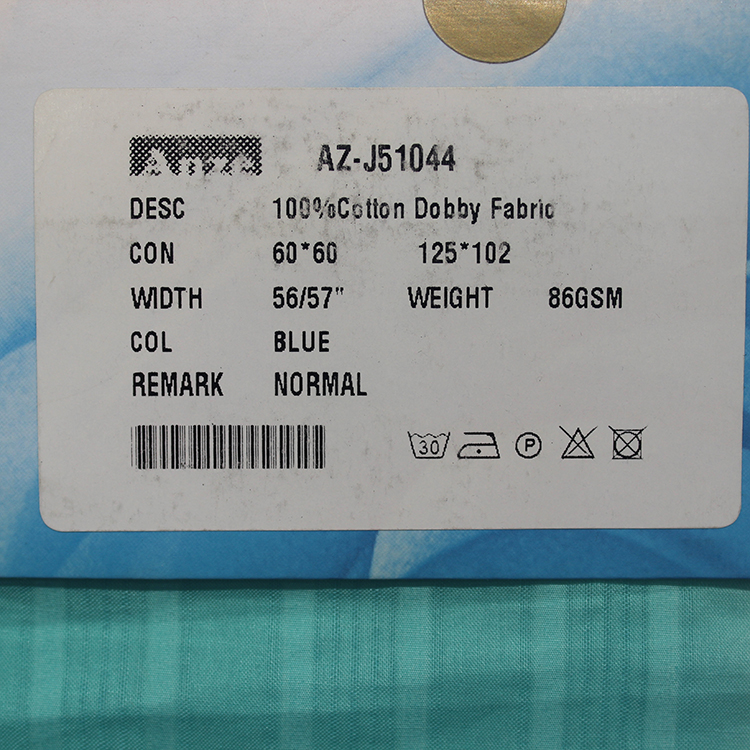 Anze AZ-J51044
DESC 100%Cotton Dobby Fabric
CON 60*60 125*102
WIDTH 56/57" WEIGHT 86GSM
COL BLUE
REMARK NORMAL
30 P